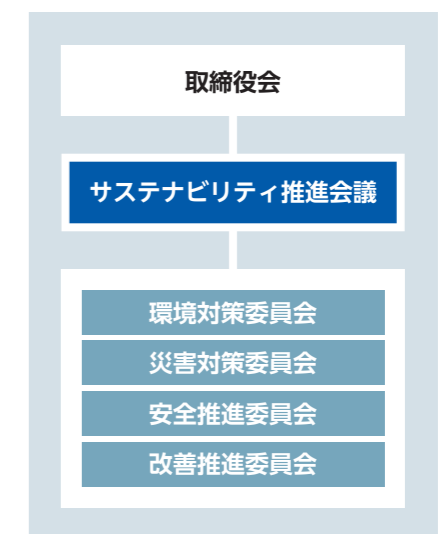 取締役会
サステナビリティ推進会議
環境対策委員会
災害対策委員会
安全推進委員会
改善推進委員会